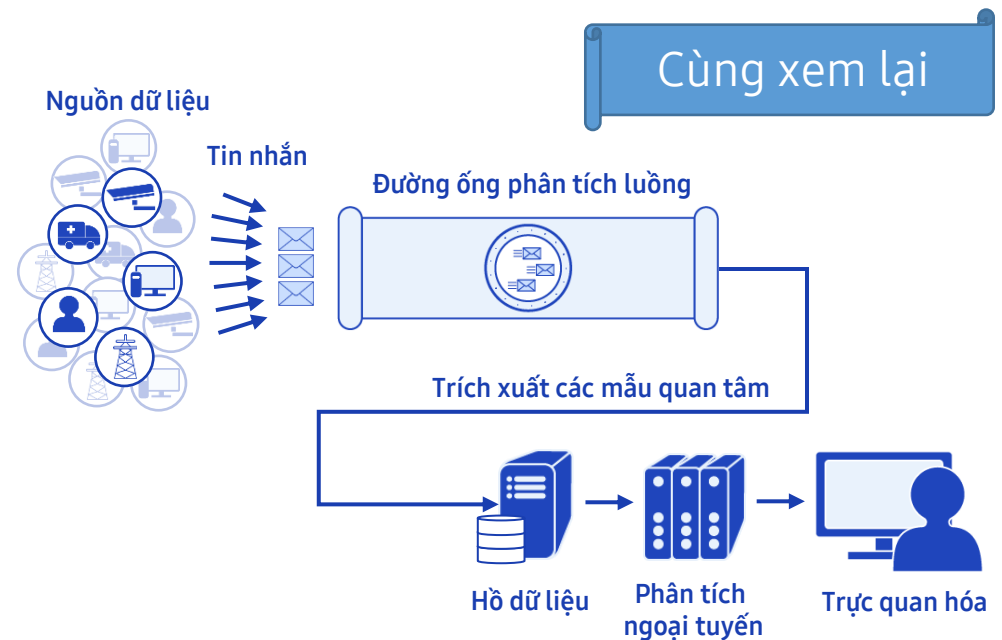 Cùng xem lại
Nguồn dữ liệu
Tin nhắn
Đường ống phân tích luồng
Trích xuất các mẫu quan tâm
Hồ dữ liệu
Phân tích
ngoại tuyến
Trực quan hóa